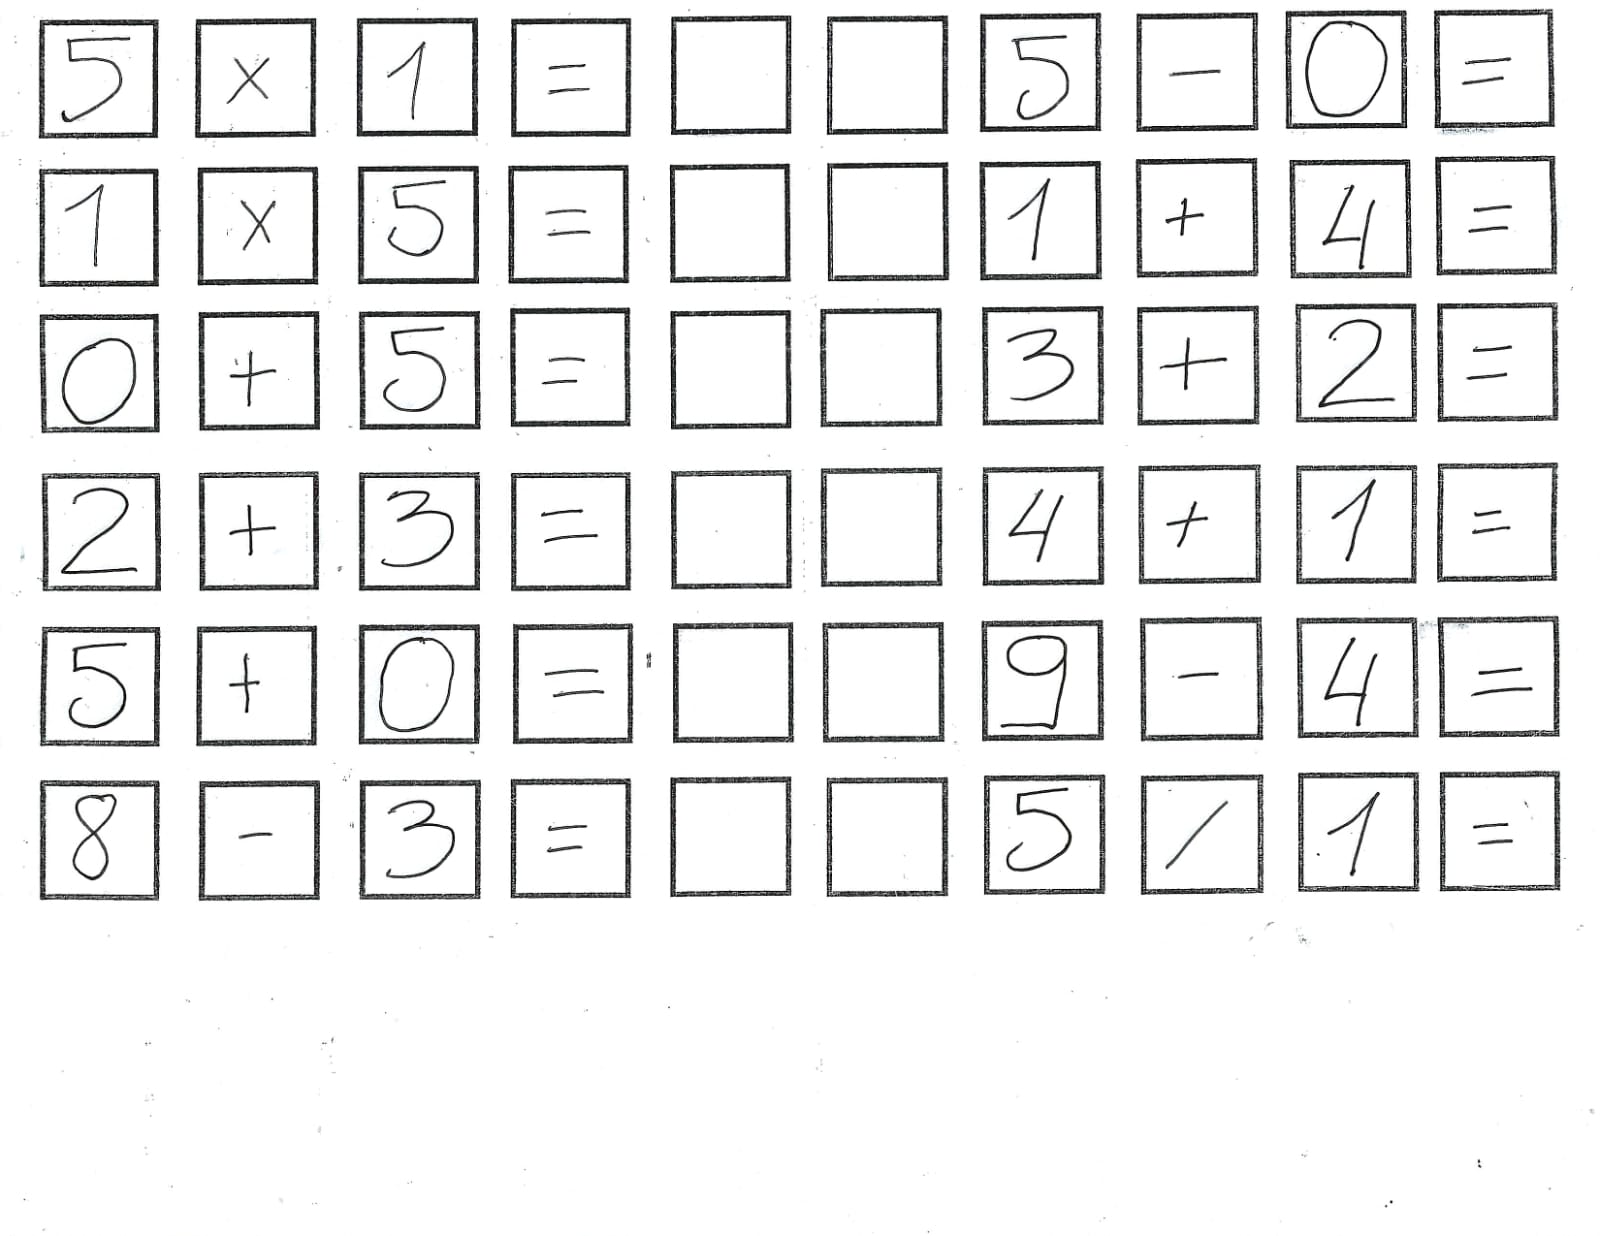 5 × 1 = 5 - 0 =
1 × 5 = 1 + 4 =
0 + 5 = 3 + 2 =
2 + 3 = 4 + 1 =
5 + 0 = 9 - 4 =
8 - 3 = 5 / 1 =